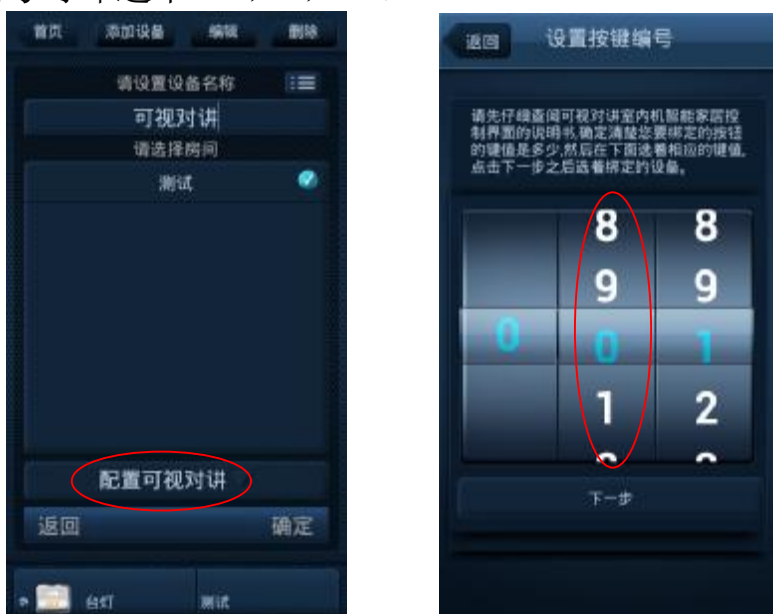 首页 添加设备 编辑 删除
请设置设备名称
可视对讲
请选择房间
测试
配置可视对讲
返回 确定
台灯 测试
返回 设置按键编号
请先仔细查阅可视对讲室内机智能家居控
制界面的说明书,确定清楚您要绑定的按钮
的键值是多少,然后在下面选着相应的键值,
点击下一步之后选着绑定的设备。
8 8
9 9
0 0 1
1 2
下一步